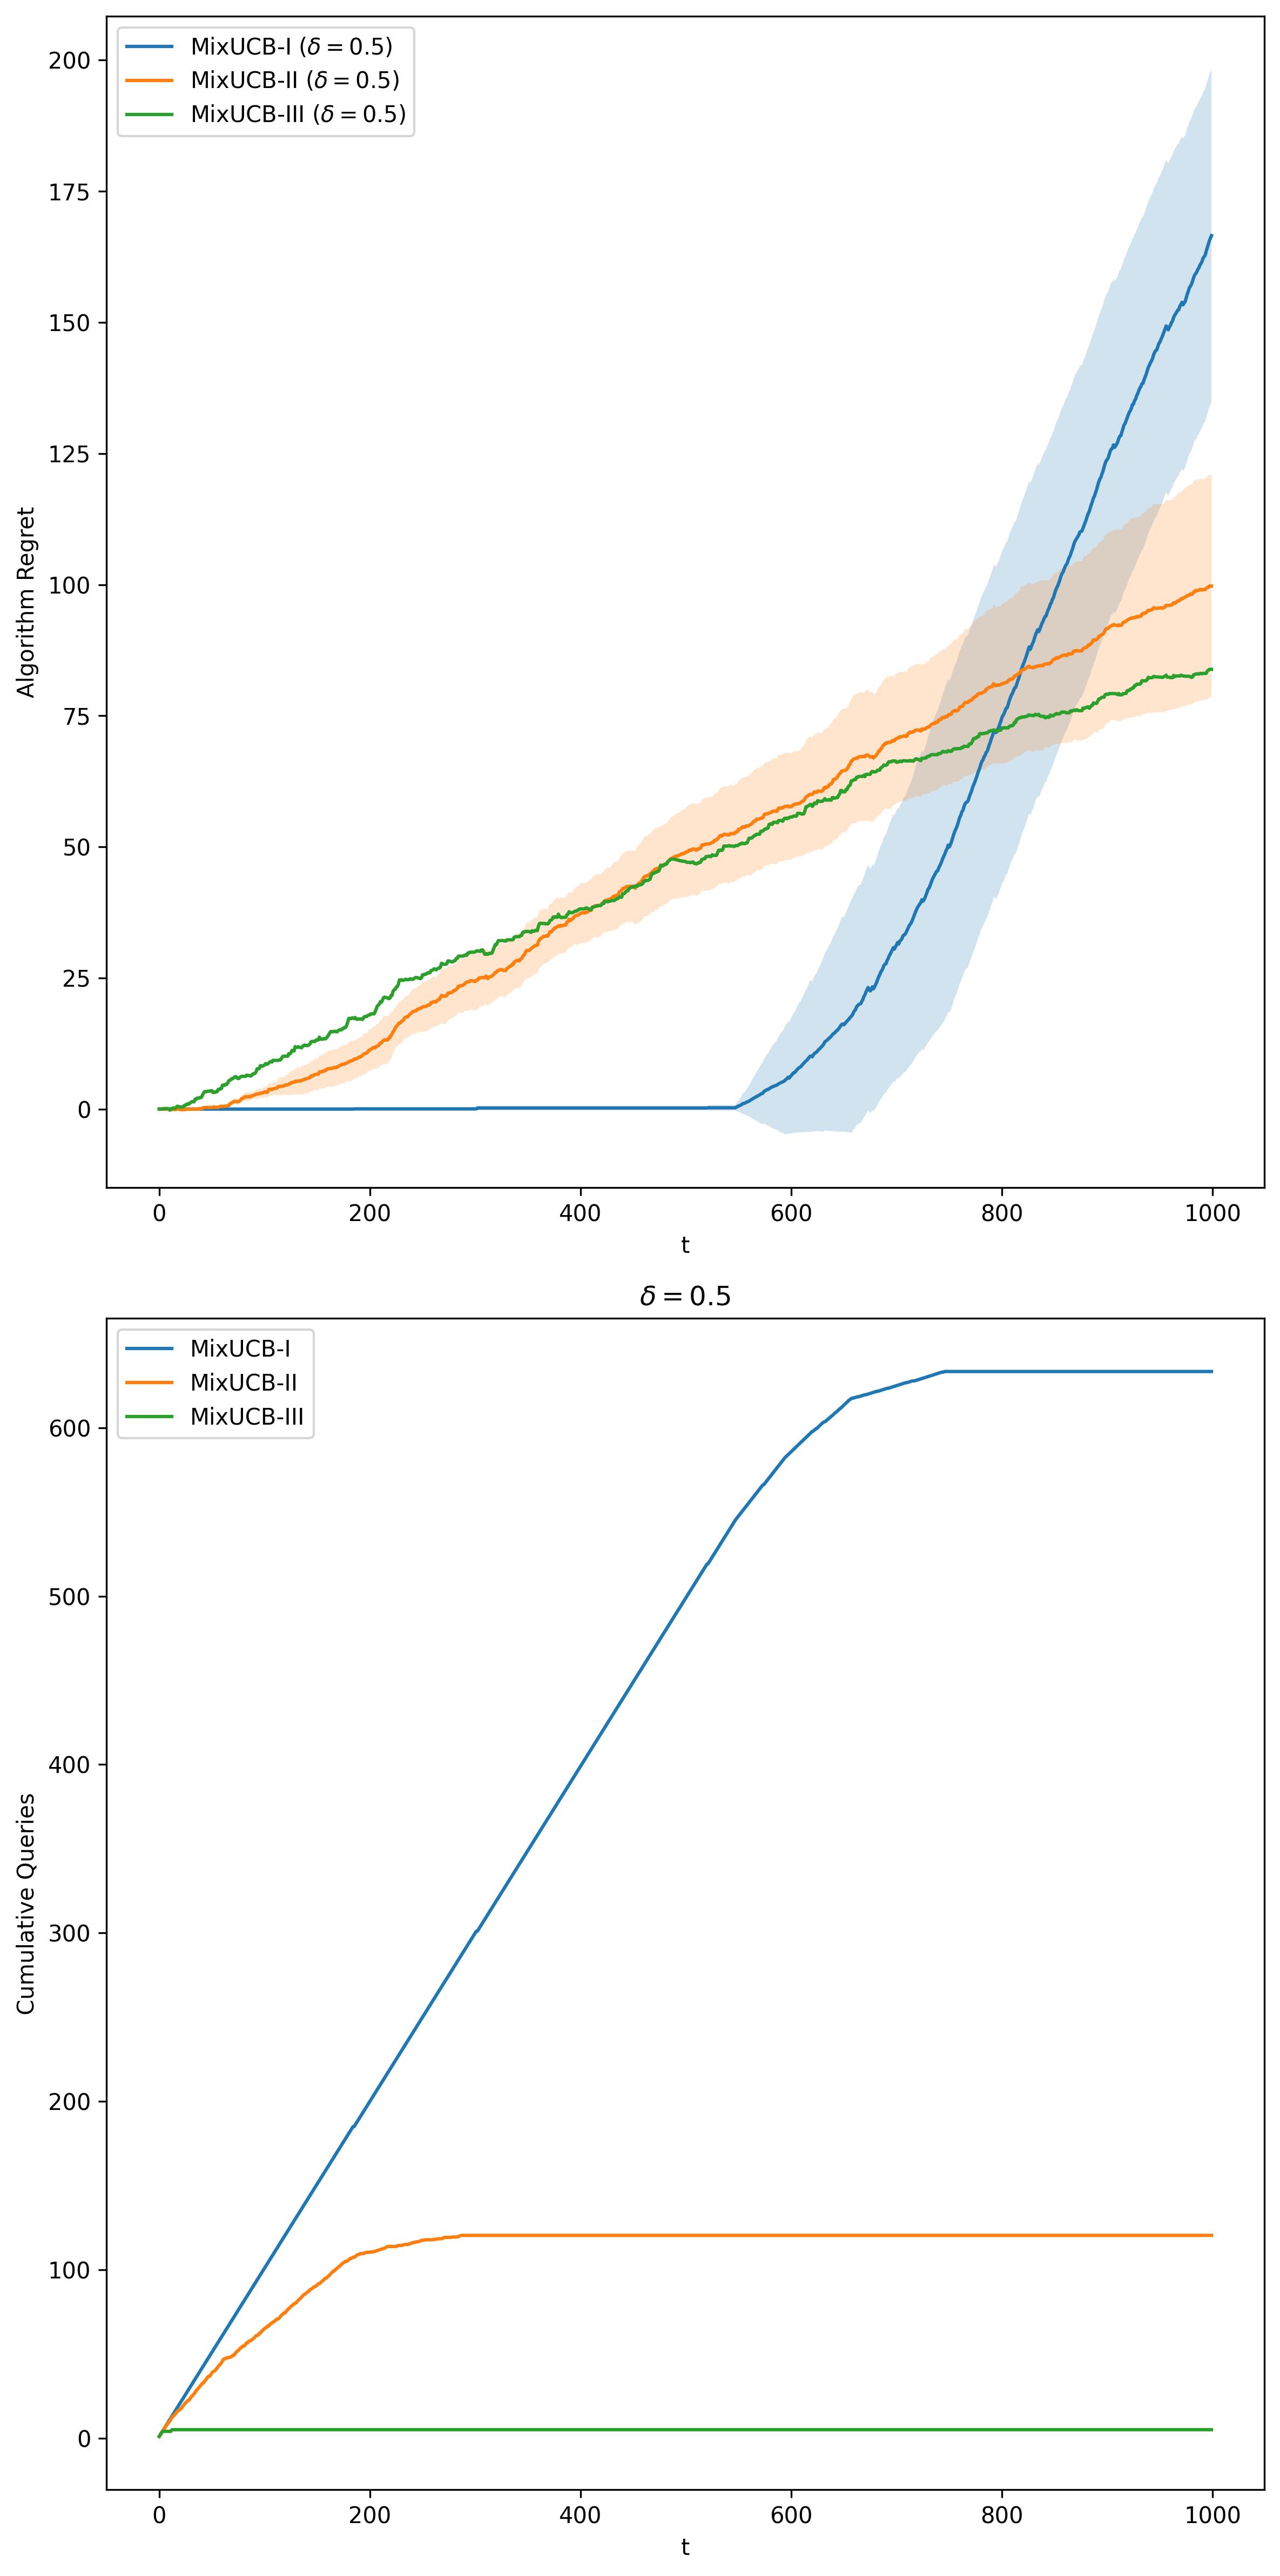 MixUCB-I (δ = 0.5)
MixUCB-II (δ = 0.5)
MixUCB-III (δ = 0.5)
200
175
150
125
100
75
50
25
0
Algorithm Regret
0 200 400 600 800 1000
t
δ = 0.5
MixUCB-I
MixUCB-II
MixUCB-III
600
500
400
300
200
100
0
Cumulative Queries
0 200 400 600 800 1000
t